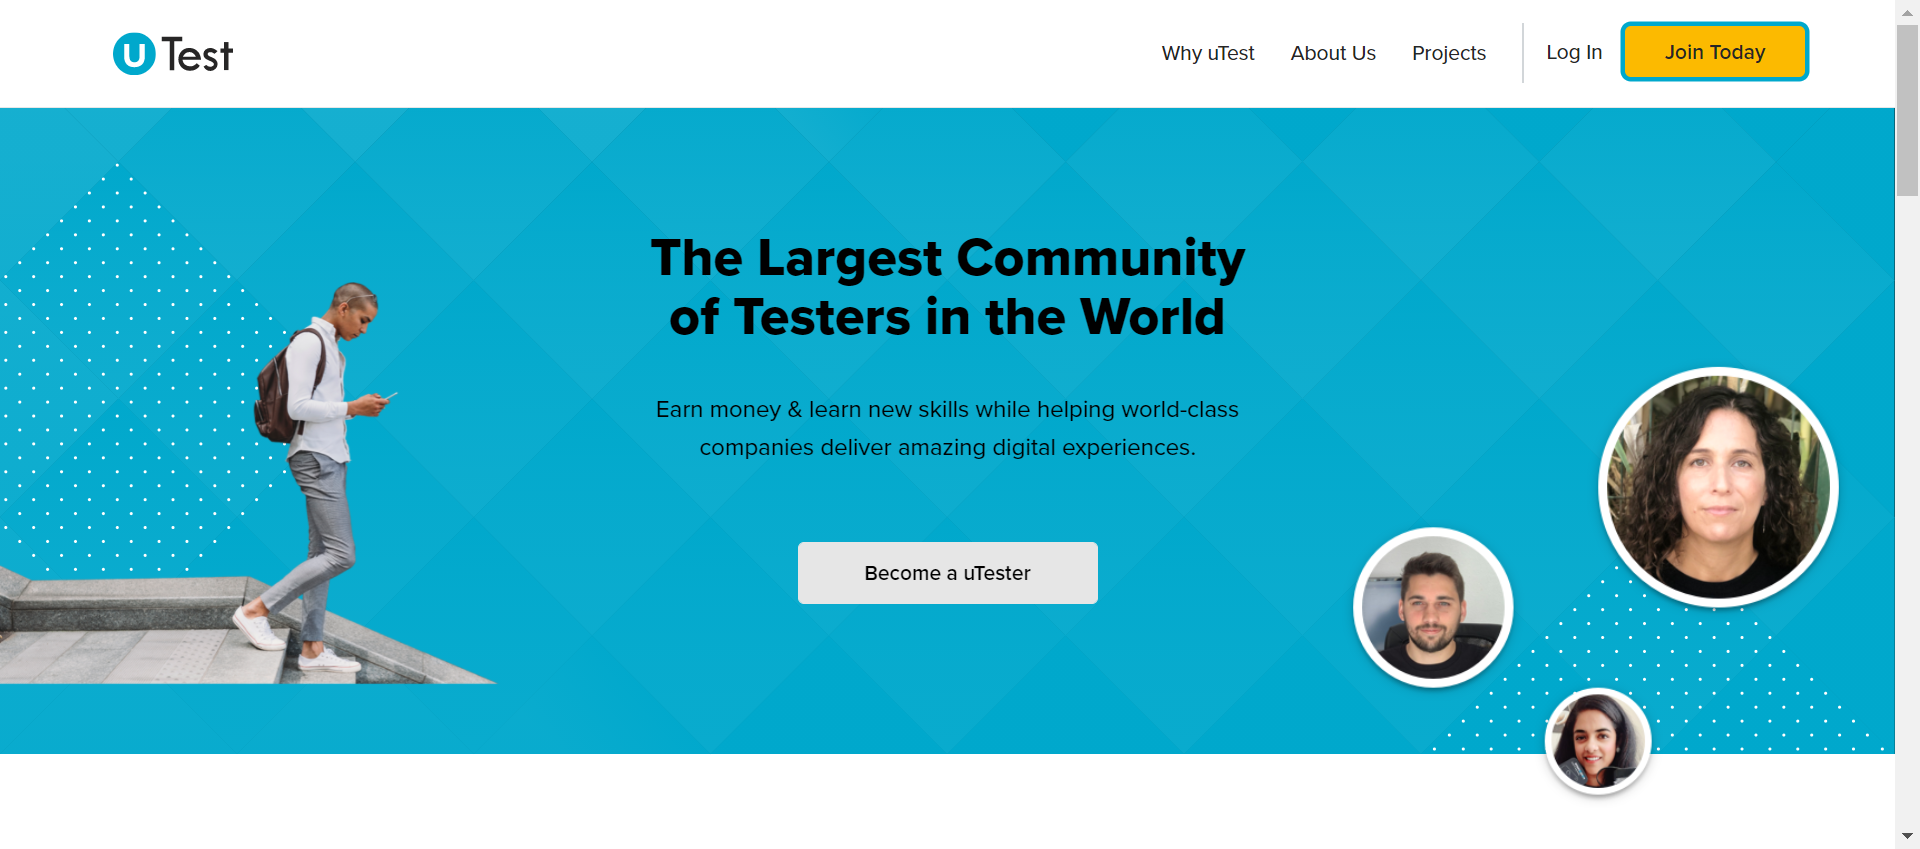 U Test
Why uTest
About Us
Projects
Log In
Join Today
The Largest Community
of Testers in the World
Earn money & learn new skills while helping world-class
companies deliver amazing digital experiences.
Become a uTester